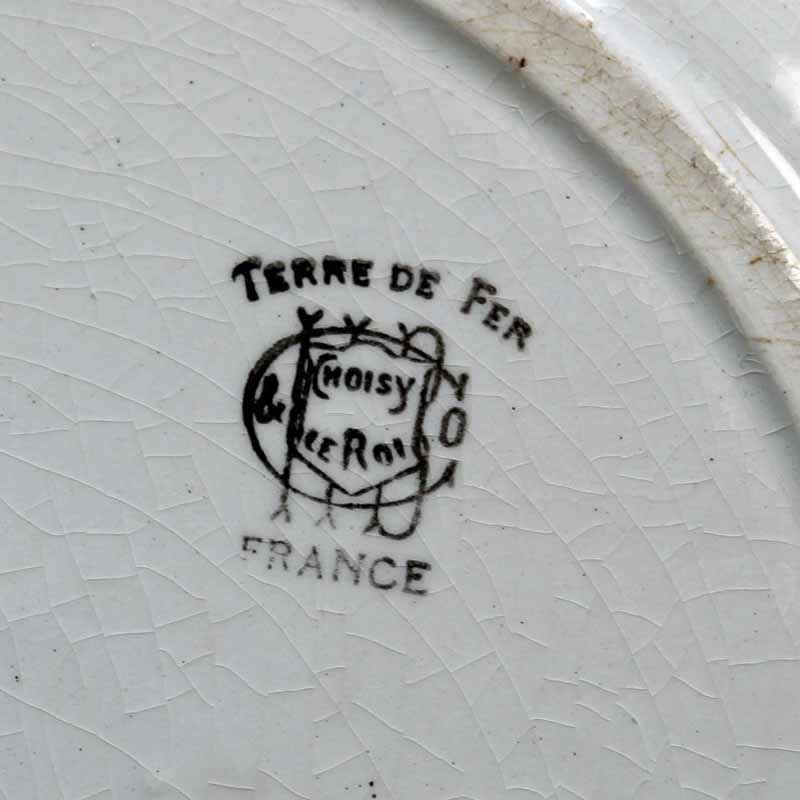 TERRE DE FER
CHOISY
&
LE ROI
FRANCE